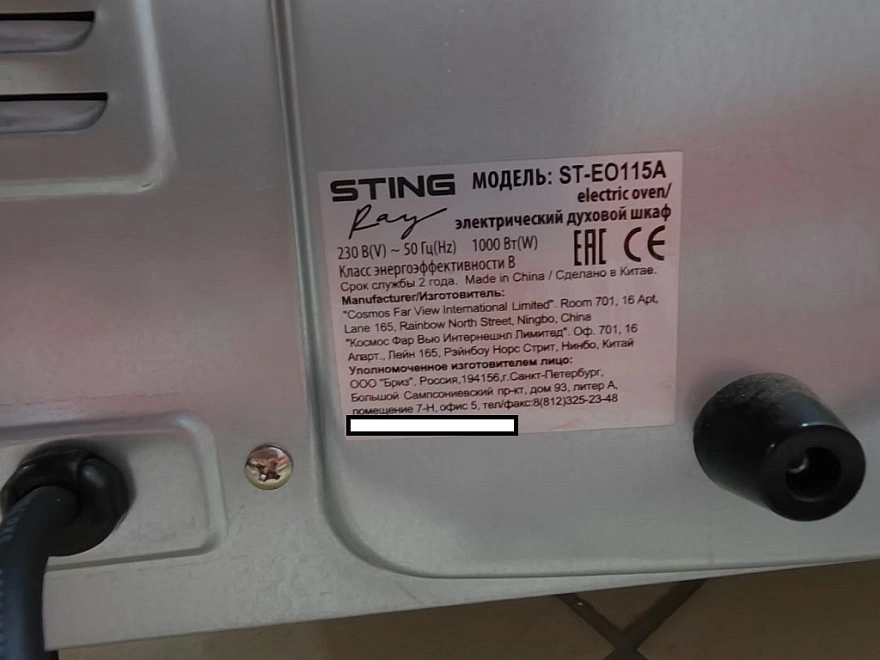 STING МОДЕЛЬ: ST-EO115A
Ray electric oven/
электрический духовой шкаф
230 В(V) ~ 50 Гц(Hz) 1000 Вт(W) EAC CE
Класс энергоэффективности В
Срок службы 2 года. Made in China / Сделано в Китае.
Manufacturer/Изготовитель:
"Cosmos Far View International Limited". Room 701, 16 Apt,
Lane 165, Rainbow North Street, Ningbo, China
"Космос Фар Вью Интернешнл Лимитед". Оф. 701, 16
Апарт., Лейн 165, Рэйнбоу Норс Стрит, Нинбо, Китай
Уполномоченное изготовителем лицо:
ООО "Бриз", Россия,194156,г.Санкт-Петербург,
Большой Сампсониевский пр-кт, дом 93, литер А,
помещение 7-Н, офис 5, тел/факс:8(812)325-23-48